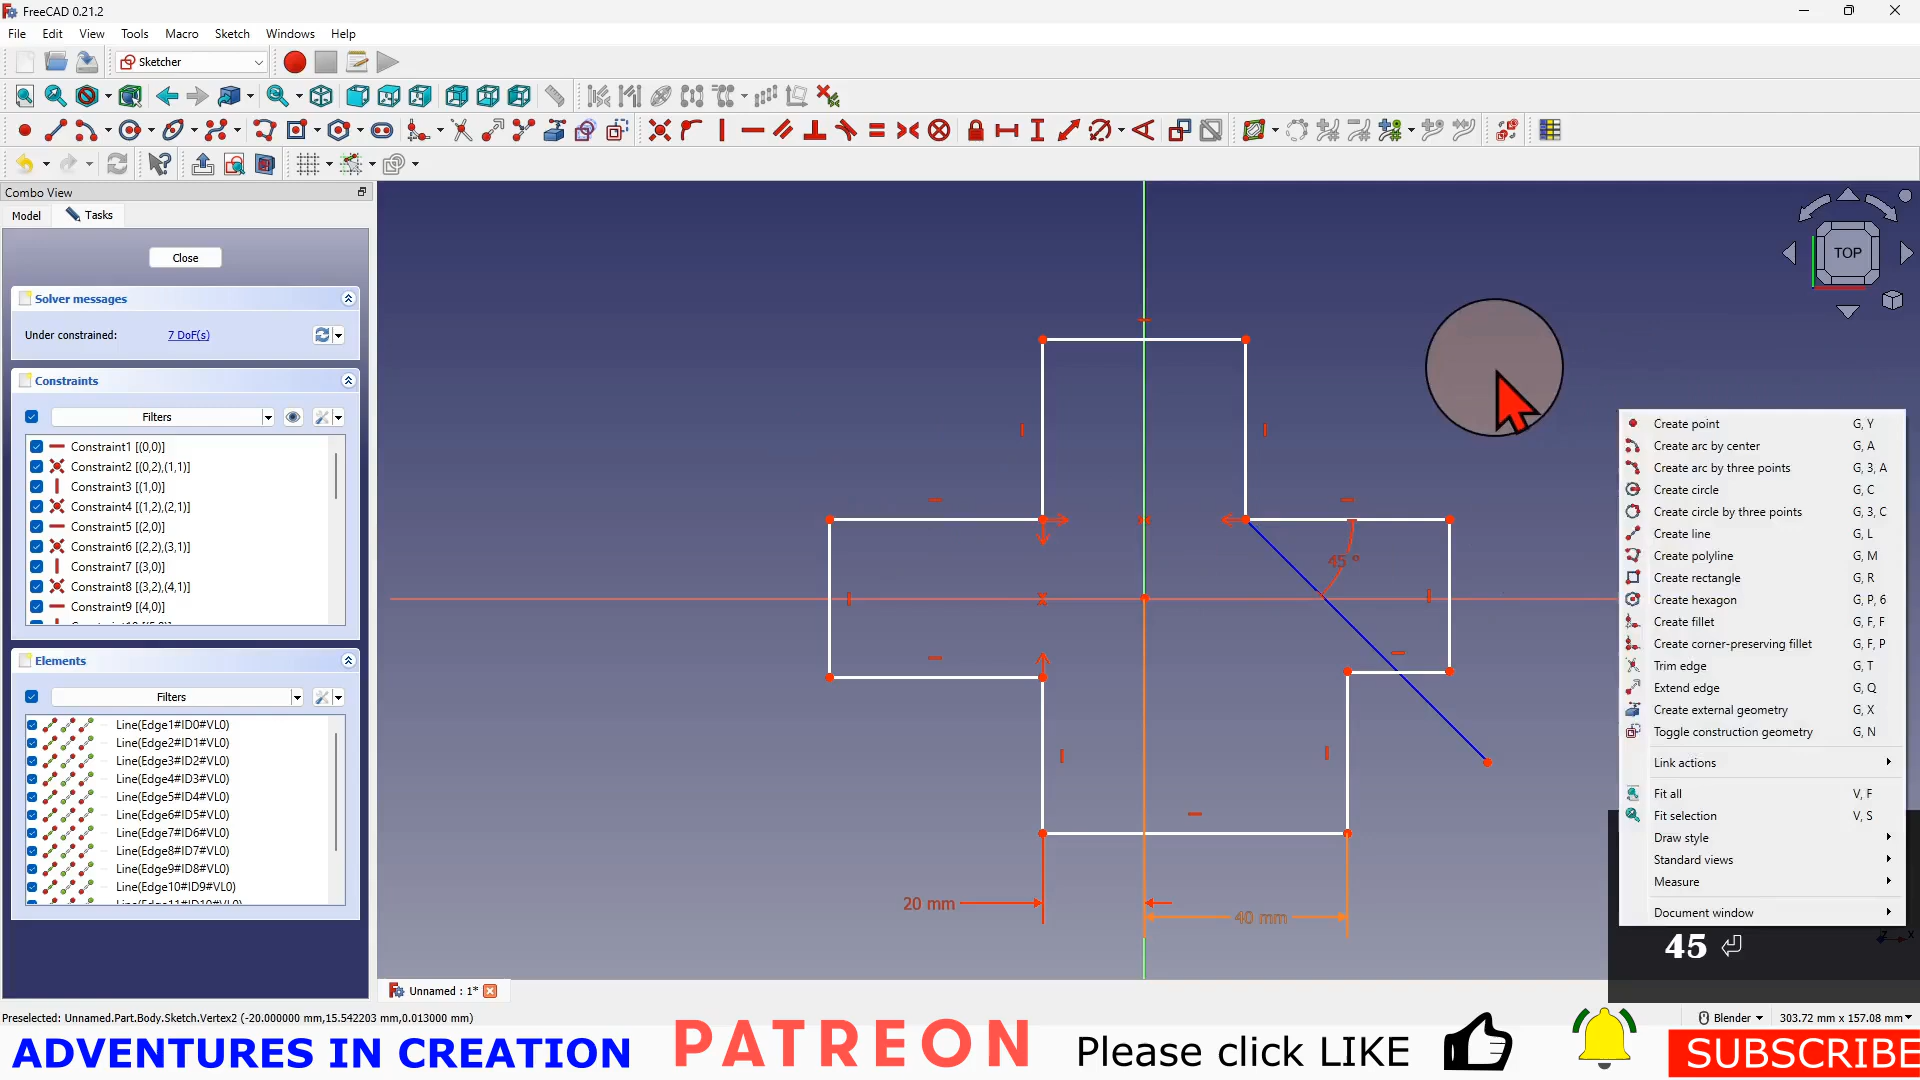 FreeCAD 0.21.2
File Edit View Tools Macro Sketch Windows Help
Sketcher
Combo View
Model Tasks
Close
Solver messages
Under constrained: 7 DoF(s)
Constraints
Filters
Constraint1 [(0,0)]
Constraint2 [(0,2),(1,1)]
Constraint3 [(1,0)]
Constraint4 [(1,2),(2,1)]
Constraint5 [(2,0)]
Constraint6 [(2,2),(3,1)]
Constraint7 [(3,0)]
Constraint8 [(3,2),(4,1)]
Constraint9 [(4,0)]
Elements
Filters
Line(Edge1#ID0#VL0)
Line(Edge2#ID1#VL0)
Line(Edge3#ID2#VL0)
Line(Edge4#ID3#VL0)
Line(Edge5#ID4#VL0)
Line(Edge6#ID5#VL0)
Line(Edge7#ID6#VL0)
Line(Edge8#ID7#VL0)
Line(Edge9#ID8#VL0)
Line(Edge10#ID9#VL0)
TOP
45 °
20 mm
40 mm
Create point G, Y
Create arc by center G, A
Create arc by three points G, 3, A
Create circle G, C
Create circle by three points G, 3, C
Create line G, L
Create polyline G, M
Create rectangle G, R
Create hexagon G, P, 6
Create fillet G, F, F
Create corner-preserving fillet G, F, P
Trim edge G, T
Extend edge G, Q
Create external geometry G, X
Toggle construction geometry G, N
Link actions
Fit all V, F
Fit selection V, S
Draw style
Standard views
Measure
Document window
45 ⏎
Unnamed : 1*
Preselected: Unnamed.Part.Body.Sketch.Vertex2 (-20.000000 mm,15.542203 mm,0.013000 mm)
Blender 303.72 mm x 157.08 mm
ADVENTURES IN CREATION PATREON Please click LIKE SUBSCRIBE